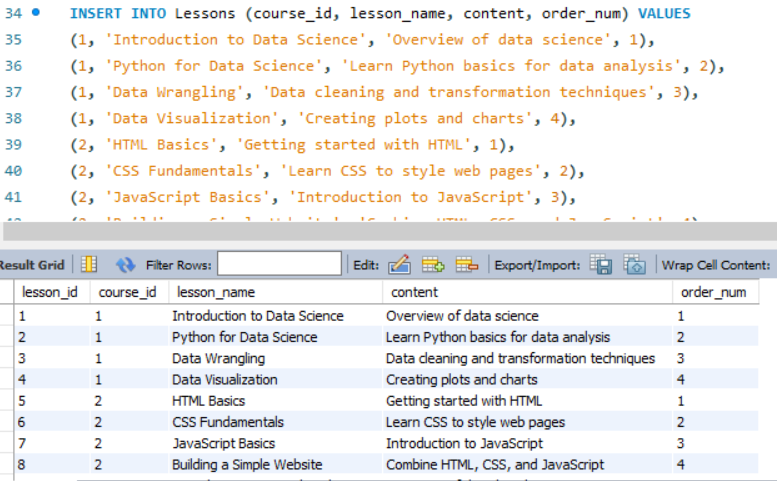 34 INSERT INTO Lessons (course_id, lesson_name, content, order_num) VALUES
35 (1, 'Introduction to Data Science', 'Overview of data science', 1),
36 (1, 'Python for Data Science', 'Learn Python basics for data analysis', 2),
37 (1, 'Data Wrangling', 'Data cleaning and transformation techniques', 3),
38 (1, 'Data Visualization', 'Creating plots and charts', 4),
39 (2, 'HTML Basics', 'Getting started with HTML', 1),
40 (2, 'CSS Fundamentals', 'Learn CSS to style web pages', 2),
41 (2, 'JavaScript Basics', 'Introduction to JavaScript', 3),
Result Grid Filter Rows: Edit: Export/Import: Wrap Cell Content:
lesson_id course_id lesson_name content order_num
1 1 Introduction to Data Science Overview of data science 1
2 1 Python for Data Science Learn Python basics for data analysis 2
3 1 Data Wrangling Data cleaning and transformation techniques 3
4 1 Data Visualization Creating plots and charts 4
5 2 HTML Basics Getting started with HTML 1
6 2 CSS Fundamentals Learn CSS to style web pages 2
7 2 JavaScript Basics Introduction to JavaScript 3
8 2 Building a Simple Website Combine HTML, CSS, and JavaScript 4